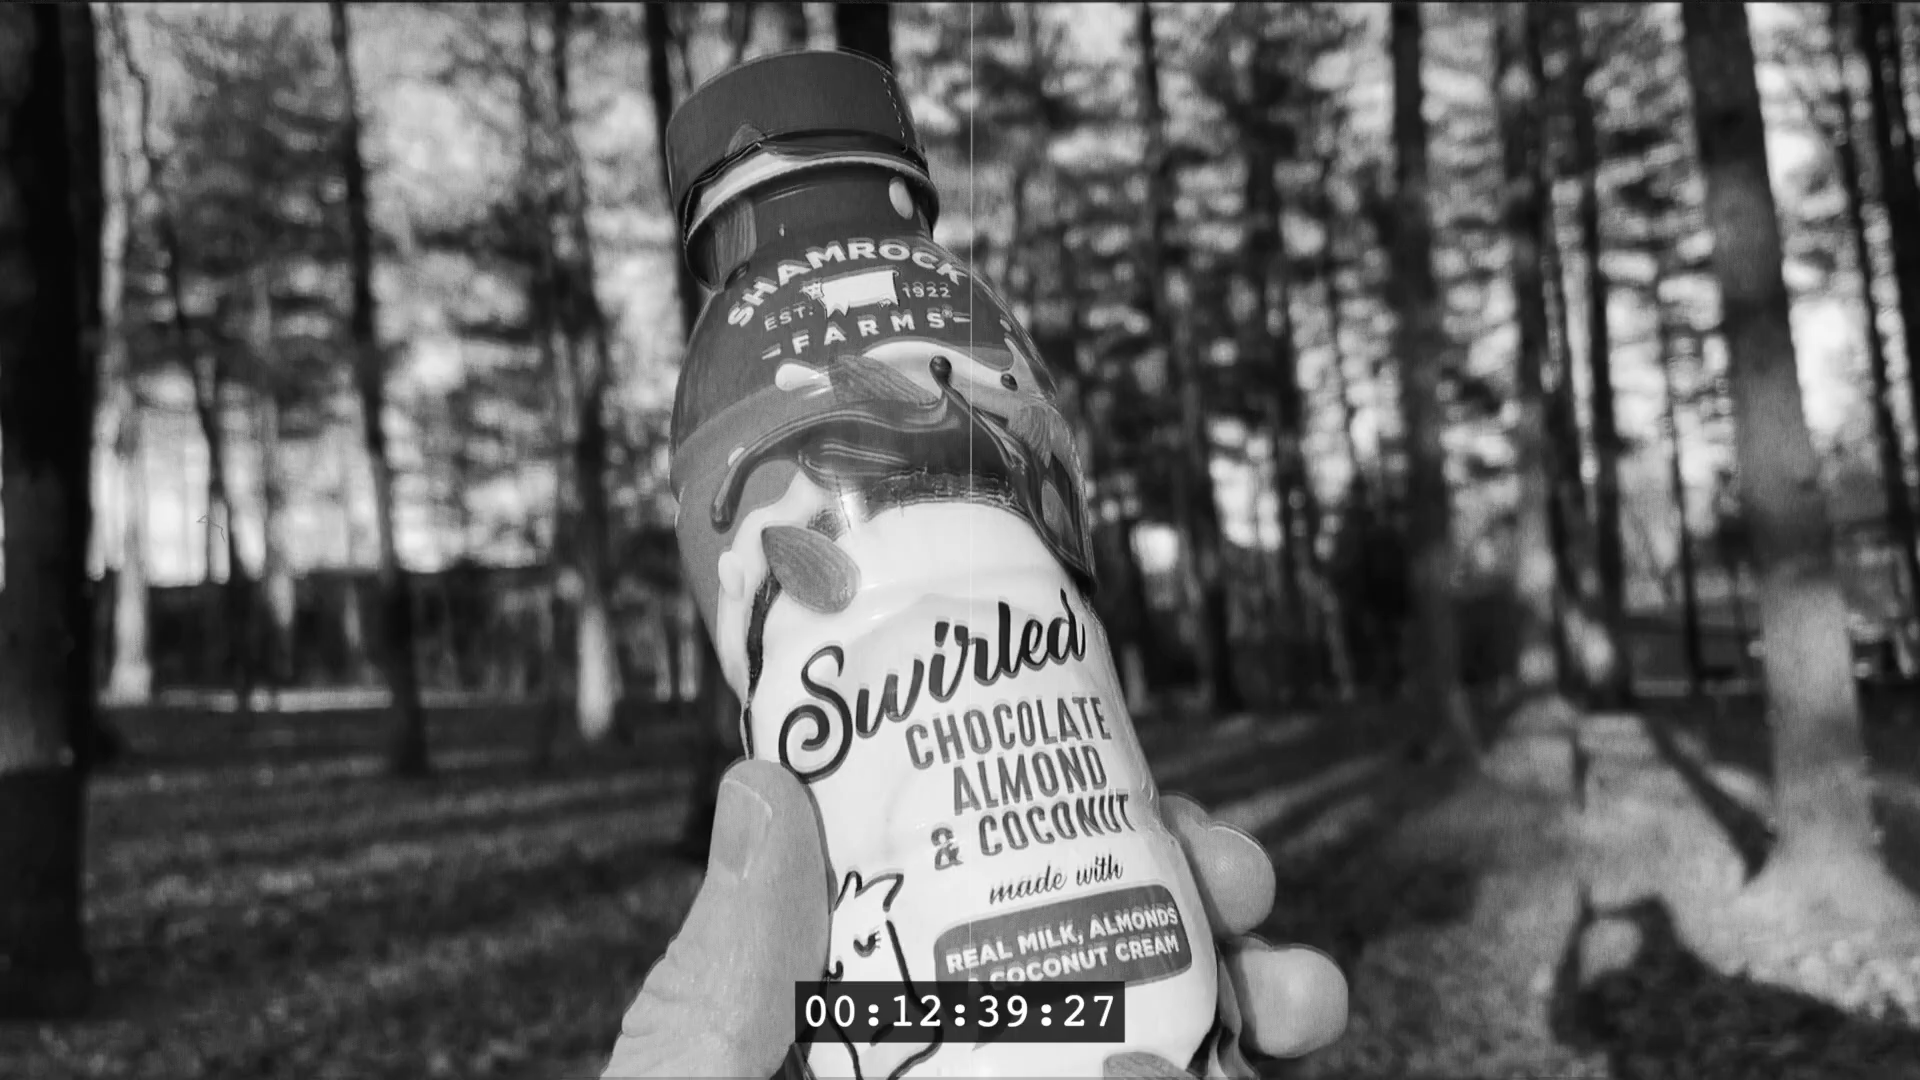 SHAMROCK
EST. 1922
FARMS®
Swirled
CHOCOLATE
ALMOND
& COCONUT
made with
REAL MILK, ALMONDS
& COCONUT CREAM
00:12:39:27